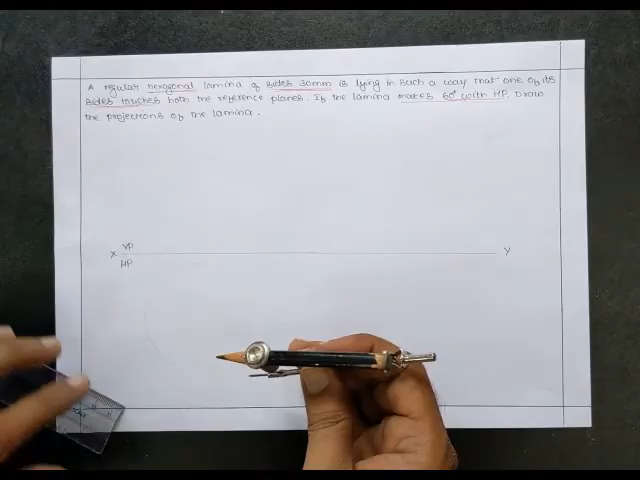 A regular hexagonal lamina of sides 30mm is lying in such a way that one of its
sides touches both the reference planes. If the lamina makes 60° with HP. Draw
the projections of the lamina.
VP
X Y
HP